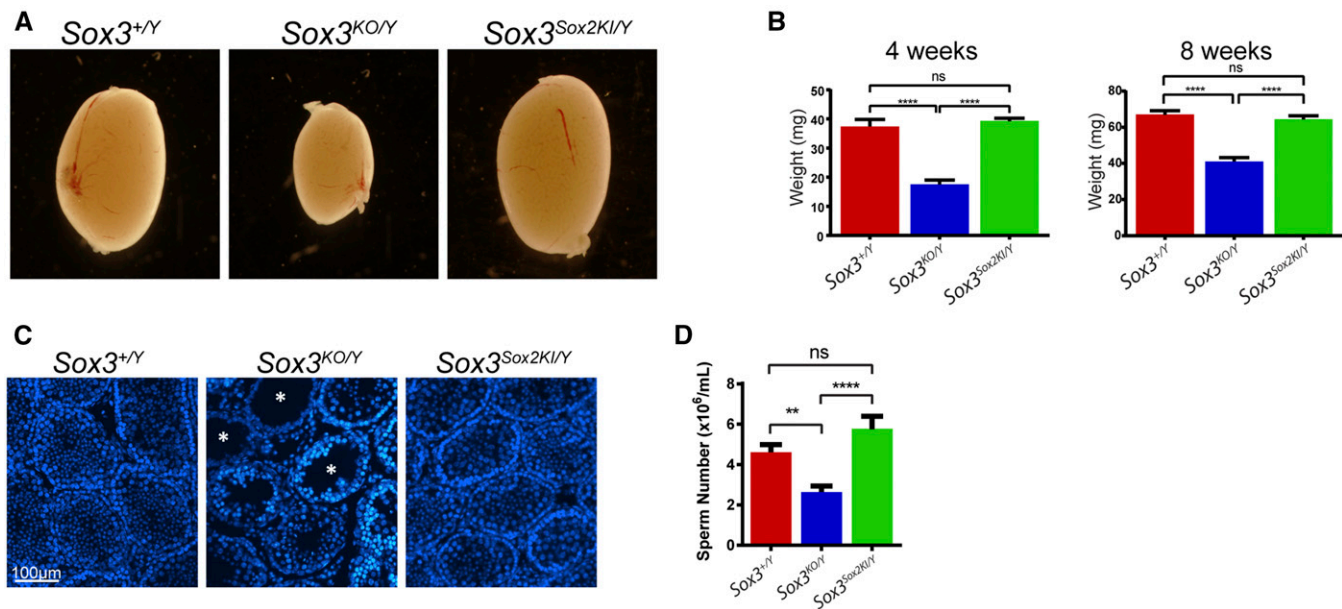 A
Sox3+/Y Sox3KO/Y Sox3Sox2KI/Y
B
4 weeks
ns
**** ****
Weight (mg)
50
40
30
20
10
0
Sox3+/Y Sox3KO/Y Sox3Sox2KI/Y
8 weeks
ns
**** ****
Weight (mg)
80
60
40
60
0
Sox3+/Y Sox3KO/Y Sox3Sox2KI/Y
C
Sox3+/Y Sox3KO/Y Sox3Sox2KI/Y
*
*
*
100μm
D
ns
** ****
Sperm Number (x10⁶/mL)
8
6
4
2
0
Sox3+/Y Sox3KO/Y Sox3Sox2KI/Y